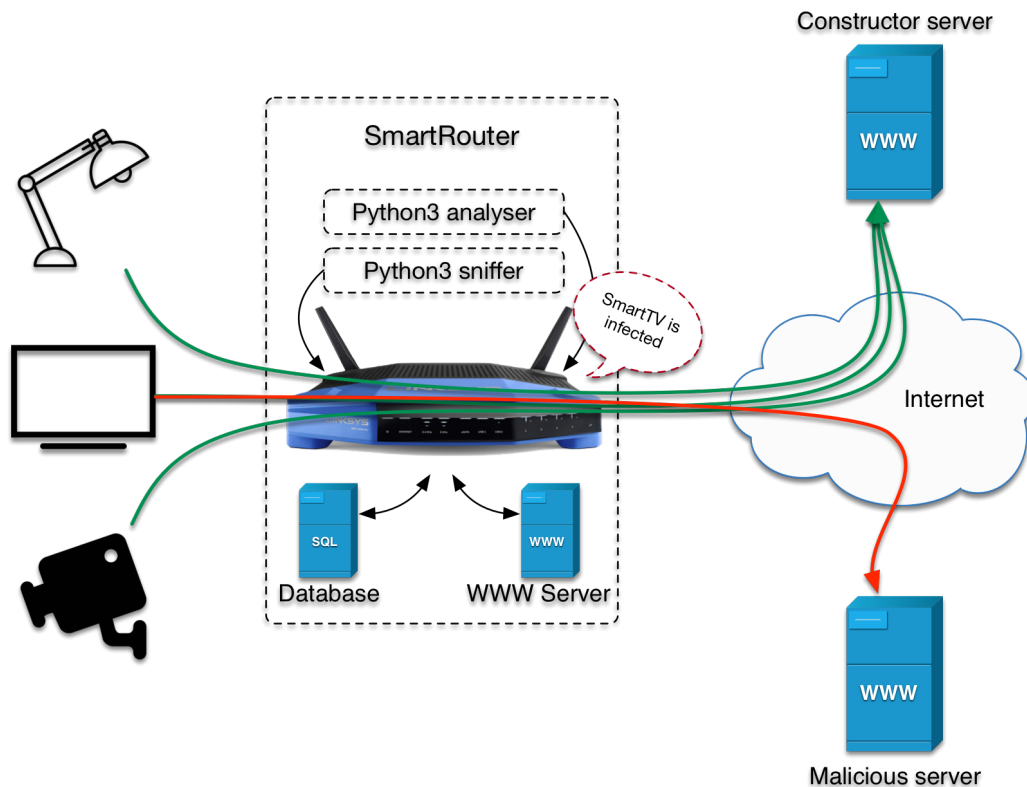 Constructor server
WWW
SmartRouter
Python3 analyser
Python3 sniffer
SmartTV is
infected
Internet
SQL
WWW
Database
WWW Server
WWW
Malicious server